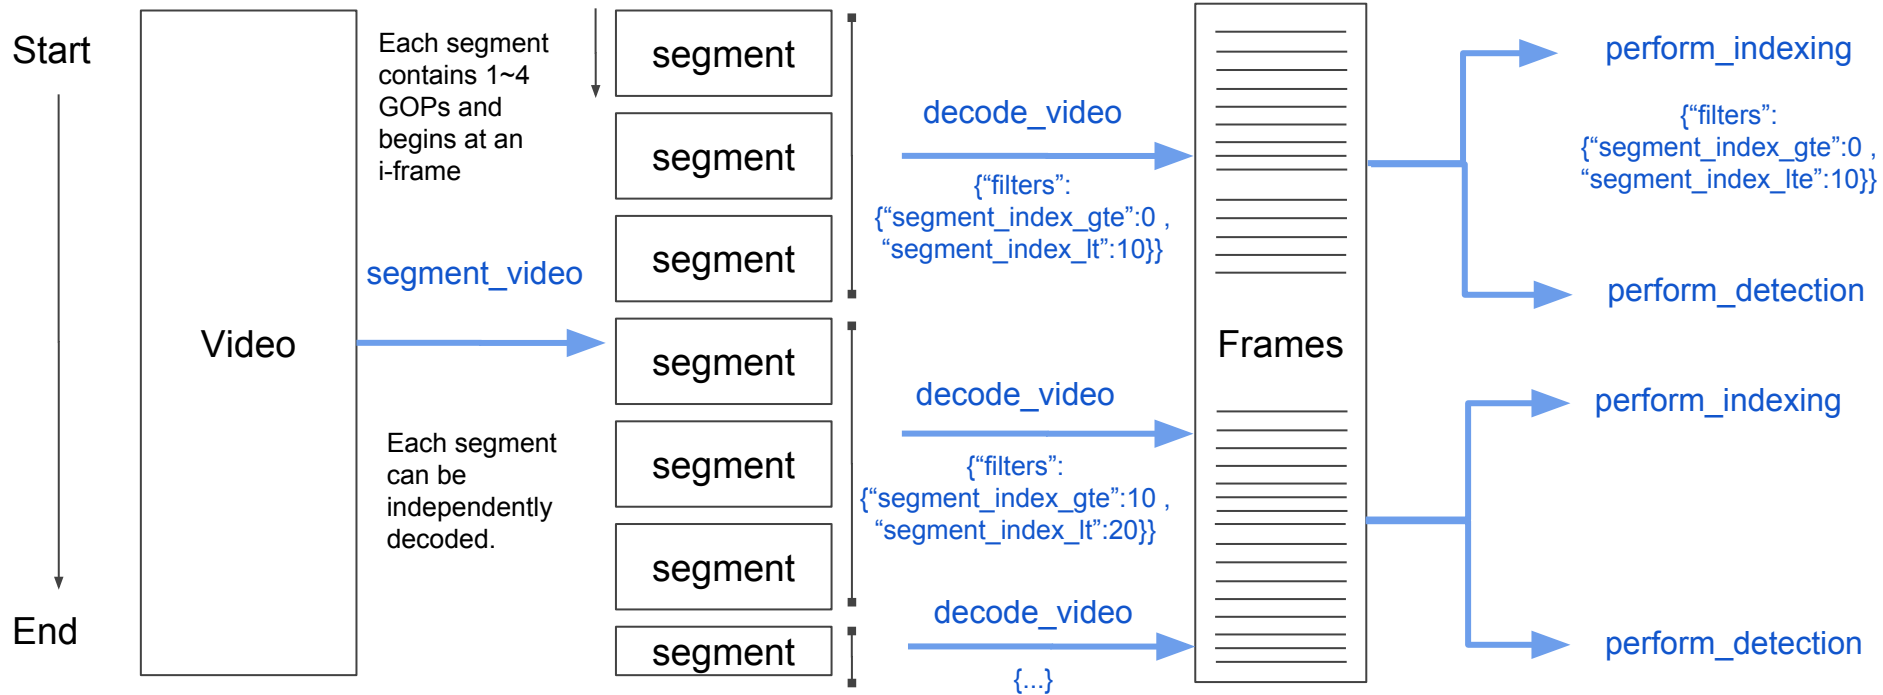 Start
End
Video
Each segment
contains 1~4
GOPs and
begins at an
i-frame
segment_video
Each segment
can be
independently
decoded.
segment
segment
segment
segment
segment
segment
segment
decode_video
{“filters”:
{“segment_index_gte”:0 ,
“segment_index_lt”:10}}
decode_video
{“filters”:
{“segment_index_gte”:10 ,
“segment_index_lt”:20}}
decode_video
{...}
Frames
perform_indexing
{“filters”:
{“segment_index_gte”:0 ,
“segment_index_lte”:10}}
perform_detection
perform_indexing
perform_detection